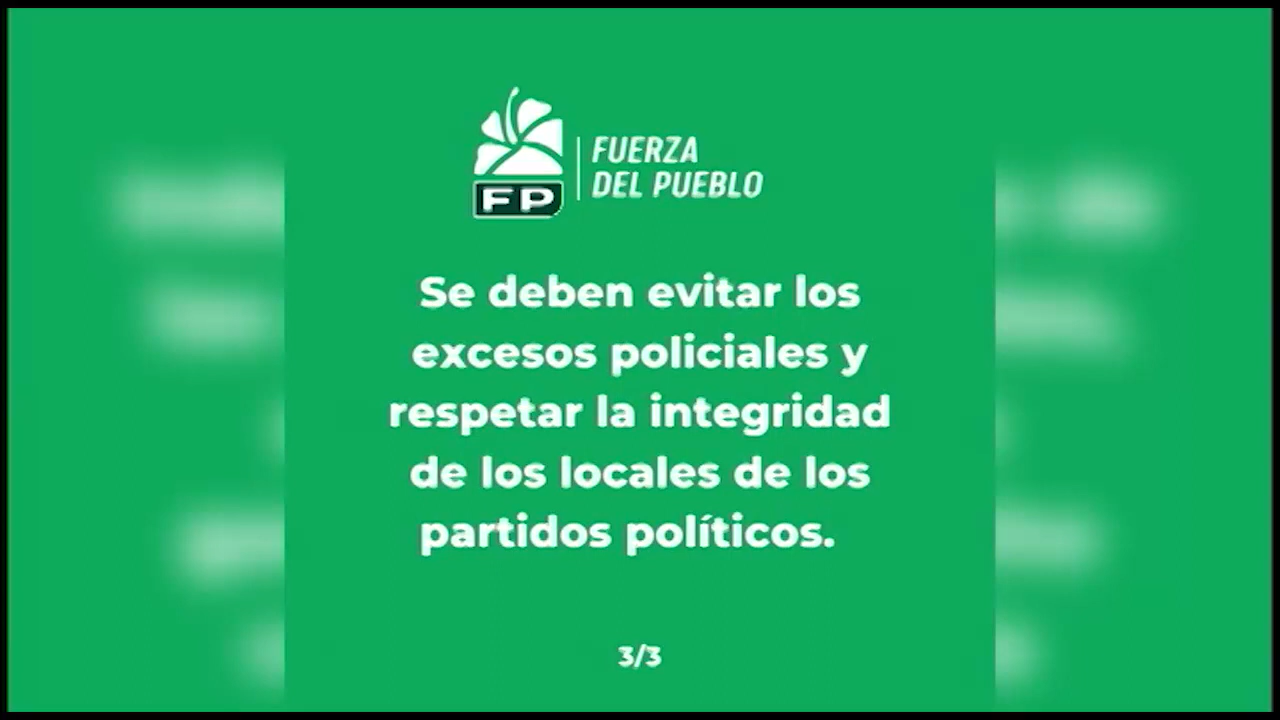 FUERZA
DEL PUEBLO
FP
Se deben evitar los
excesos policiales y
respetar la integridad
de los locales de los
partidos políticos.
3/3